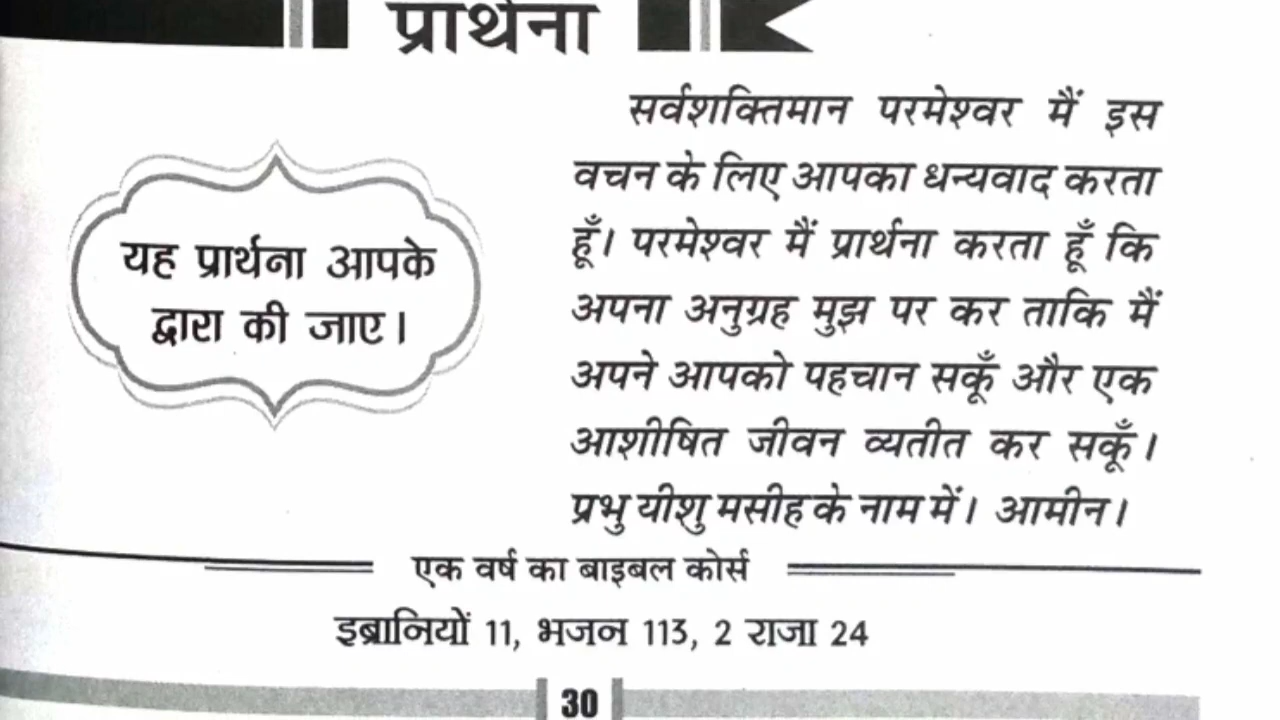 प्रार्थना
यह प्रार्थना आपके
द्वारा की जाए।
सर्वशक्तिमान परमेश्वर मैं इस
वचन के लिए आपका धन्यवाद करता
हूँ। परमेश्वर मैं प्रार्थना करता हूँ कि
अपना अनुग्रह मुझ पर कर ताकि मैं
अपने आपको पहचान सकूँ और एक
आशीषित जीवन व्यतीत कर सकूँ।
प्रभु यीशु मसीह के नाम में। आमीन।
एक वर्ष का बाइबल कोर्स
इब्रानियों 11, भजन 113, 2 राजा 24
30